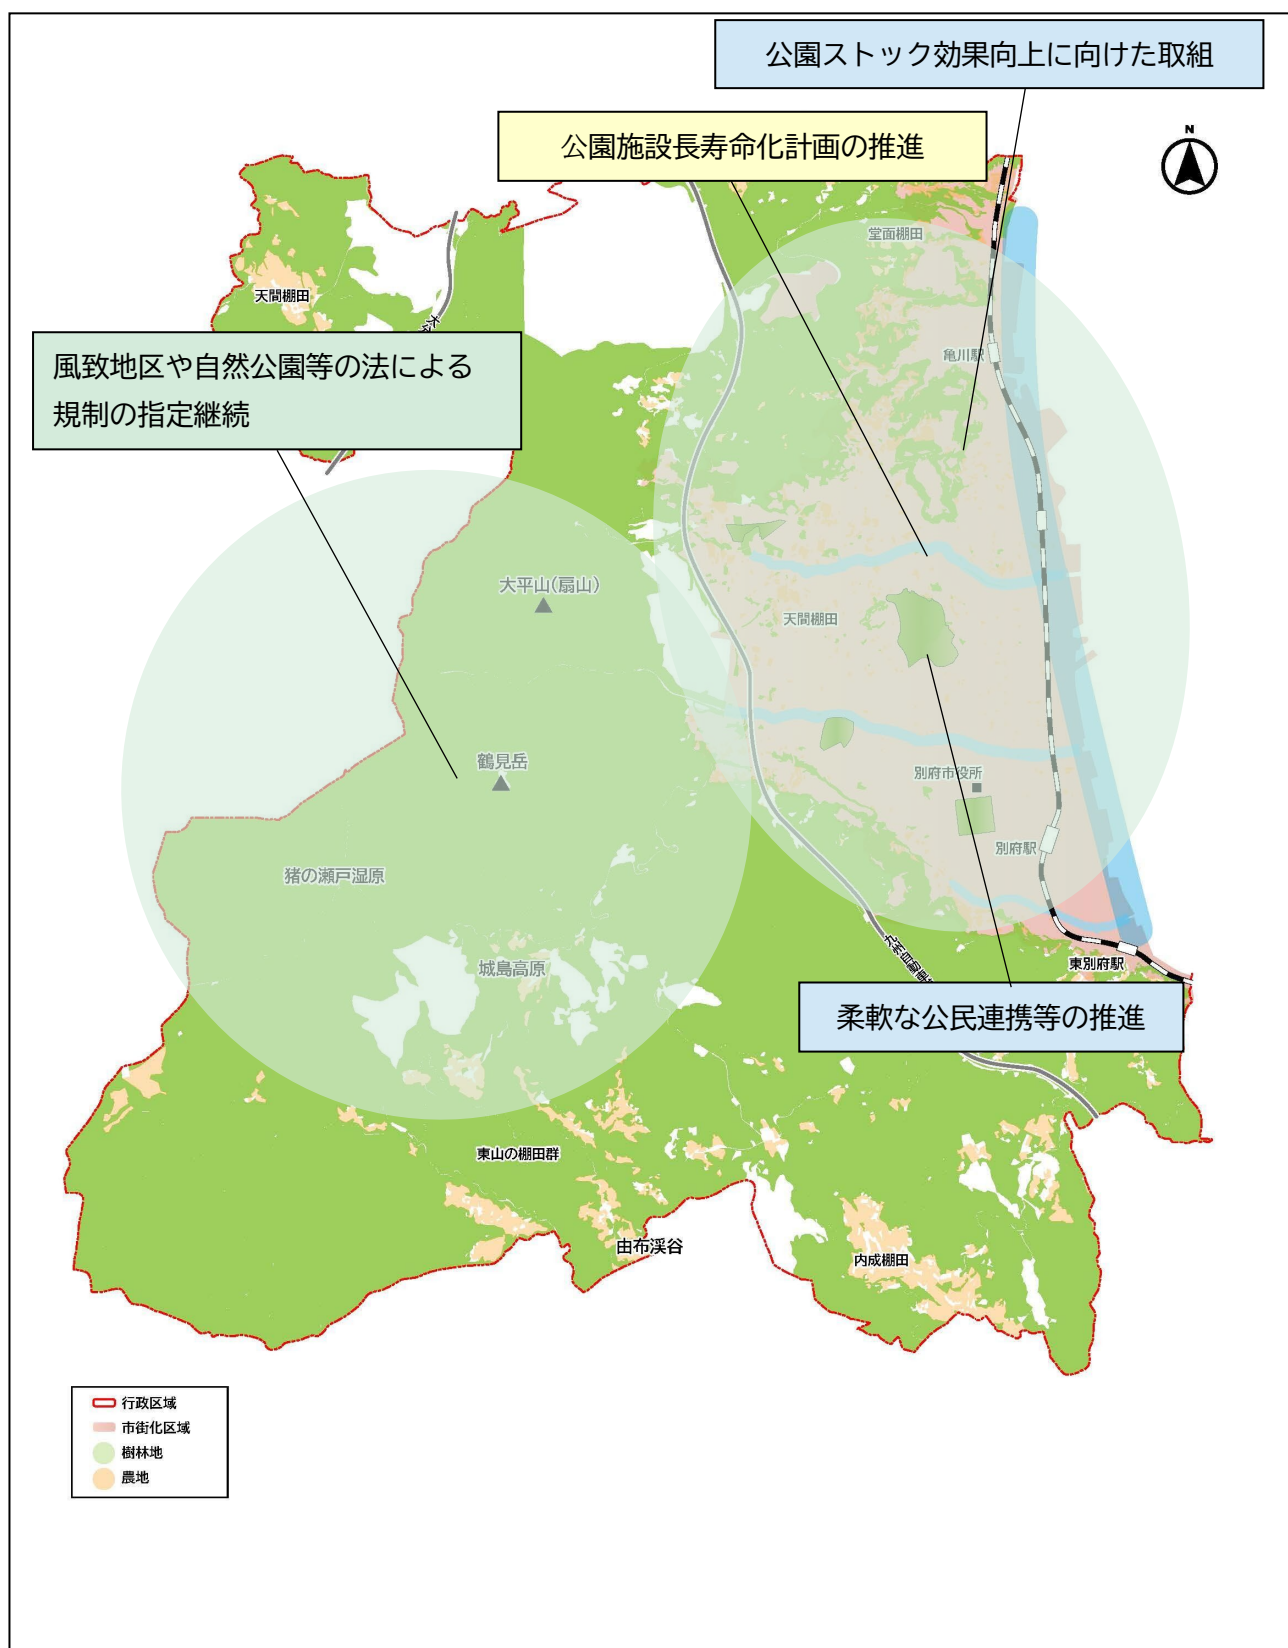 公園ストック効果向上に向けた取組
公園施設長寿命化計画の推進
N
堂面棚田
天間棚田
風致地区や自然公園等の法による
規制の指定継続
亀川駅
大平山(扇山)
天間棚田
鶴見岳
別府市役所
別府駅
猪の瀬戸湿原
城島高原
九州自動車
東別府駅
柔軟な公民連携等の推進
東山の棚田群
由布渓谷
内成棚田
行政区域
市街化区域
樹林地
農地